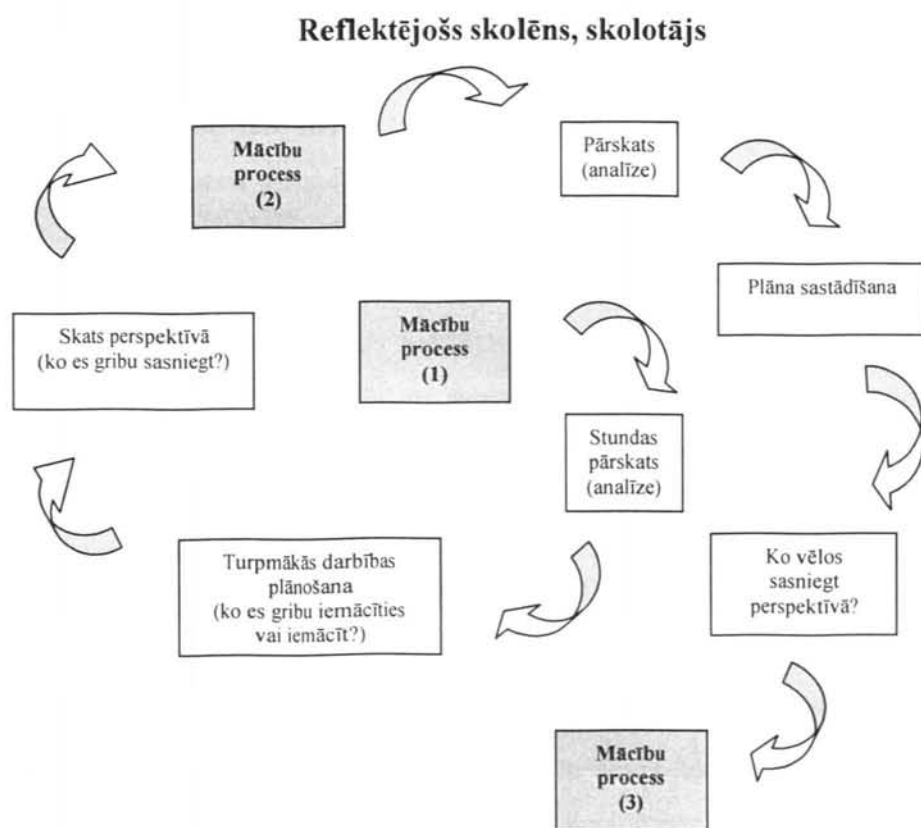 Reflektējošs skolēns, skolotājs
Mācību
process
(2)
Pārskats
(analīze)
Plāna sastādīšana
Skats perspektīvā
(ko es gribu sasniegt?)
Mācību
process
(1)
Stundas
pārskats
(analīze)
Turpmākās darbības
plānošana
(ko es gribu iemācīties
vai iemācīt?)
Ko vēlos
sasniegt
perspektīvā?
Mācību
process
(3)